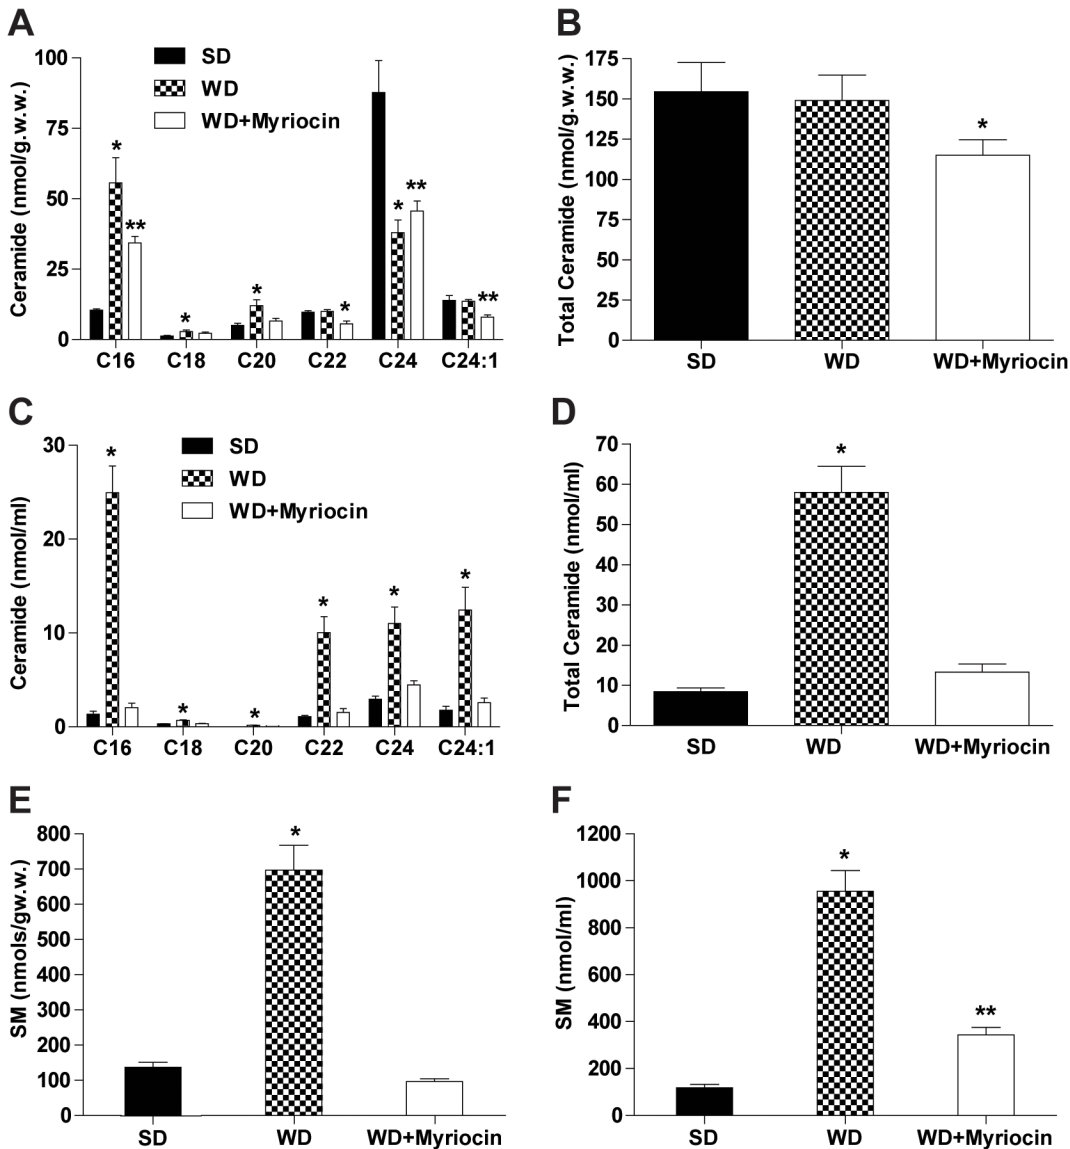 A
Ceramide (nmol/g.w.w.)
100
75
50
25
0
SD
WD
WD+Myriocin
*
**
*
*
*
*
**
**
C16 C18 C20 C22 C24 C24:1
B
Total Ceramide (nmol/g.w.w.)
175
150
125
100
75
50
25
0
*
SD WD WD+Myriocin
C
Ceramide (nmol/ml)
30
20
10
0
SD
WD
WD+Myriocin
*
*
*
*
*
*
C16 C18 C20 C22 C24 C24:1
D
Total Ceramide (nmol/ml)
70
60
50
40
30
20
10
0
*
SD WD WD+Myriocin
E
SM (nmols/gw.w.)
800
700
600
500
400
300
200
100
0
*
SD WD WD+Myriocin
F
SM (nmol/ml)
1200
1000
800
600
400
200
0
*
**
SD WD WD+Myriocin